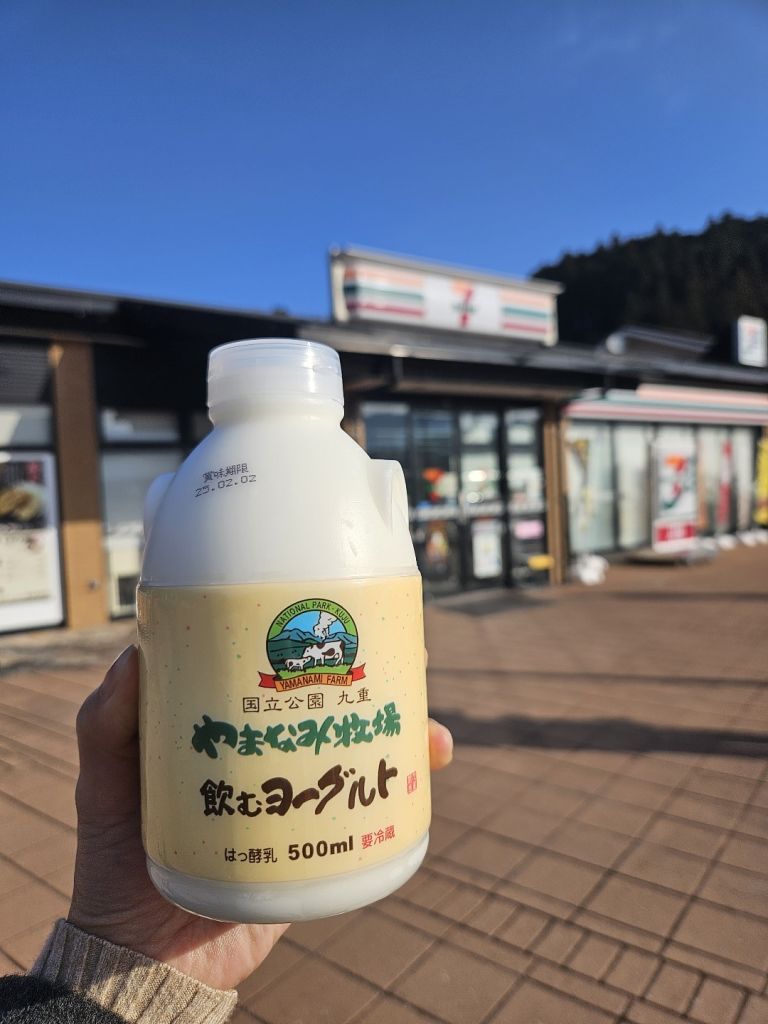 賞味期限
25.02.02
NATIONAL PARK・KUJU
YAMANAMI FARM
国立公園 九重
やまなみ牧場
飲むヨーグルト
はっ酵乳 500ml 要冷蔵